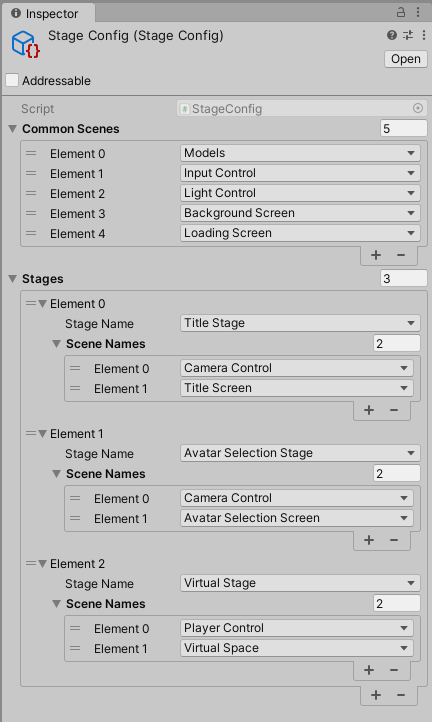 Inspector
Stage Config (Stage Config)
Open
Addressable
Script StageConfig
Common Scenes 5
Element 0 Models
Element 1 Input Control
Element 2 Light Control
Element 3 Background Screen
Element 4 Loading Screen
+ −
Stages 3
Element 0
Stage Name Title Stage
Scene Names 2
Element 0 Camera Control
Element 1 Title Screen
+ −
Element 1
Stage Name Avatar Selection Stage
Scene Names 2
Element 0 Camera Control
Element 1 Avatar Selection Screen
+ −
Element 2
Stage Name Virtual Stage
Scene Names 2
Element 0 Player Control
Element 1 Virtual Space
+ −
+ −